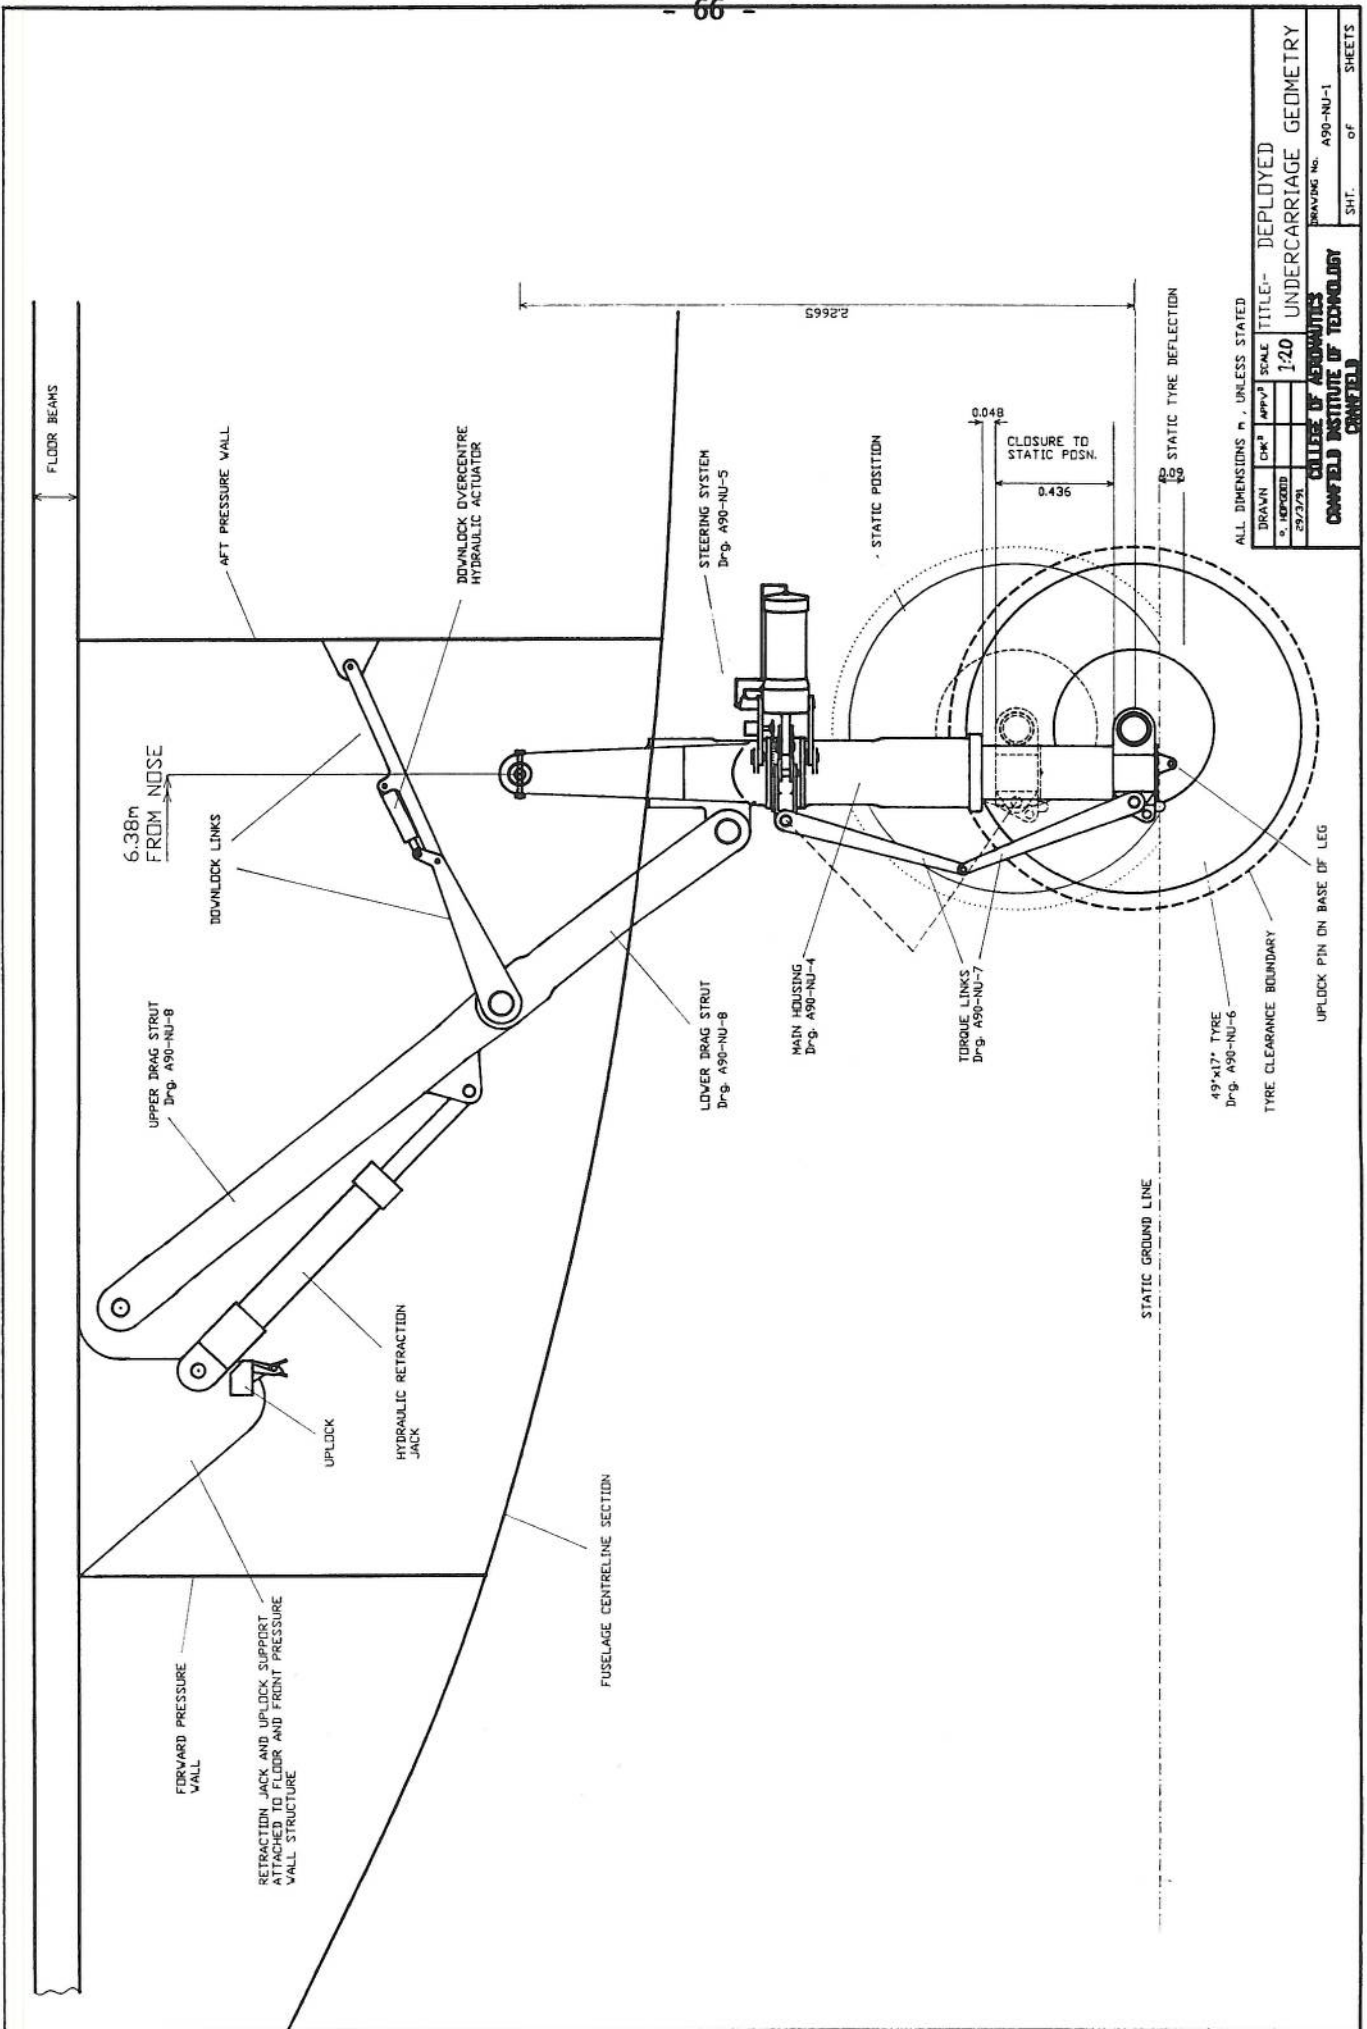 - 66 -
FLOOR BEAMS
AFT PRESSURE WALL
DOWNLOCK OVERCENTRE
HYDRAULIC ACTUATOR
6.38m
FROM NOSE
DOWNLOCK LINKS
STEERING SYSTEM
Drg. A90-NU-5
2.2665
0.048
CLOSURE TO
STATIC POSN.
0.436
STATIC POSITION
0.09
STATIC TYRE DEFLECTION
UPPER DRAG STRUT
Drg. A90-NU-8
LOWER DRAG STRUT
Drg. A90-NU-8
MAIN HOUSING
Drg. A90-NU-4
TORQUE LINKS
Drg. A90-NU-7
49"x17" TYRE
Drg. A90-NU-6
TYRE CLEARANCE BOUNDARY
UPLOCK PIN ON BASE OF LEG
STATIC GROUND LINE
UPLOCK
HYDRAULIC RETRACTION
JACK
FUSELAGE CENTRELINE SECTION
FORWARD PRESSURE
WALL
RETRACTION JACK AND UPLOCK SUPPORT
ATTACHED TO FLOOR AND FRONT PRESSURE
WALL STRUCTURE
ALL DIMENSIONS m, UNLESS STATED
DRAWN
CHK'D
APPV'D
SCALE
P. HOPGOOD
29/3/91
1:20
TITLE:- DEPLOYED
UNDERCARRIAGE GEOMETRY
COLLEGE OF AERONAUTICS
CRANFIELD INSTITUTE OF TECHNOLOGY
CRANFIELD
DRAWING No. A90-NU-1
SHT. of SHEETS